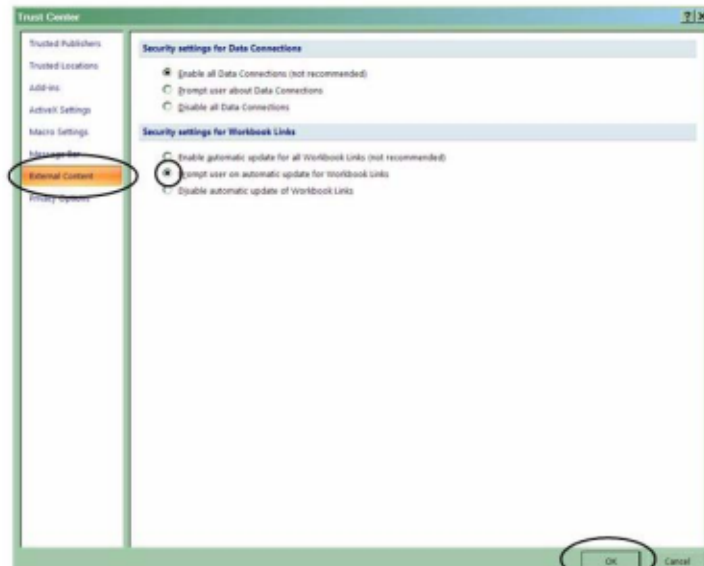 Trust Center
Trusted Publishers
Trusted Locations
Add-ins
ActiveX Settings
Macro Settings
Message Bar
External Content
Privacy Options
Security settings for Data Connections
Enable all Data Connections (not recommended)
Prompt user about Data Connections
Disable all Data Connections
Security settings for Workbook Links
Enable automatic update for all Workbook Links (not recommended)
Prompt user on automatic update for Workbook Links
Disable automatic update of Workbook Links
OK
Cancel